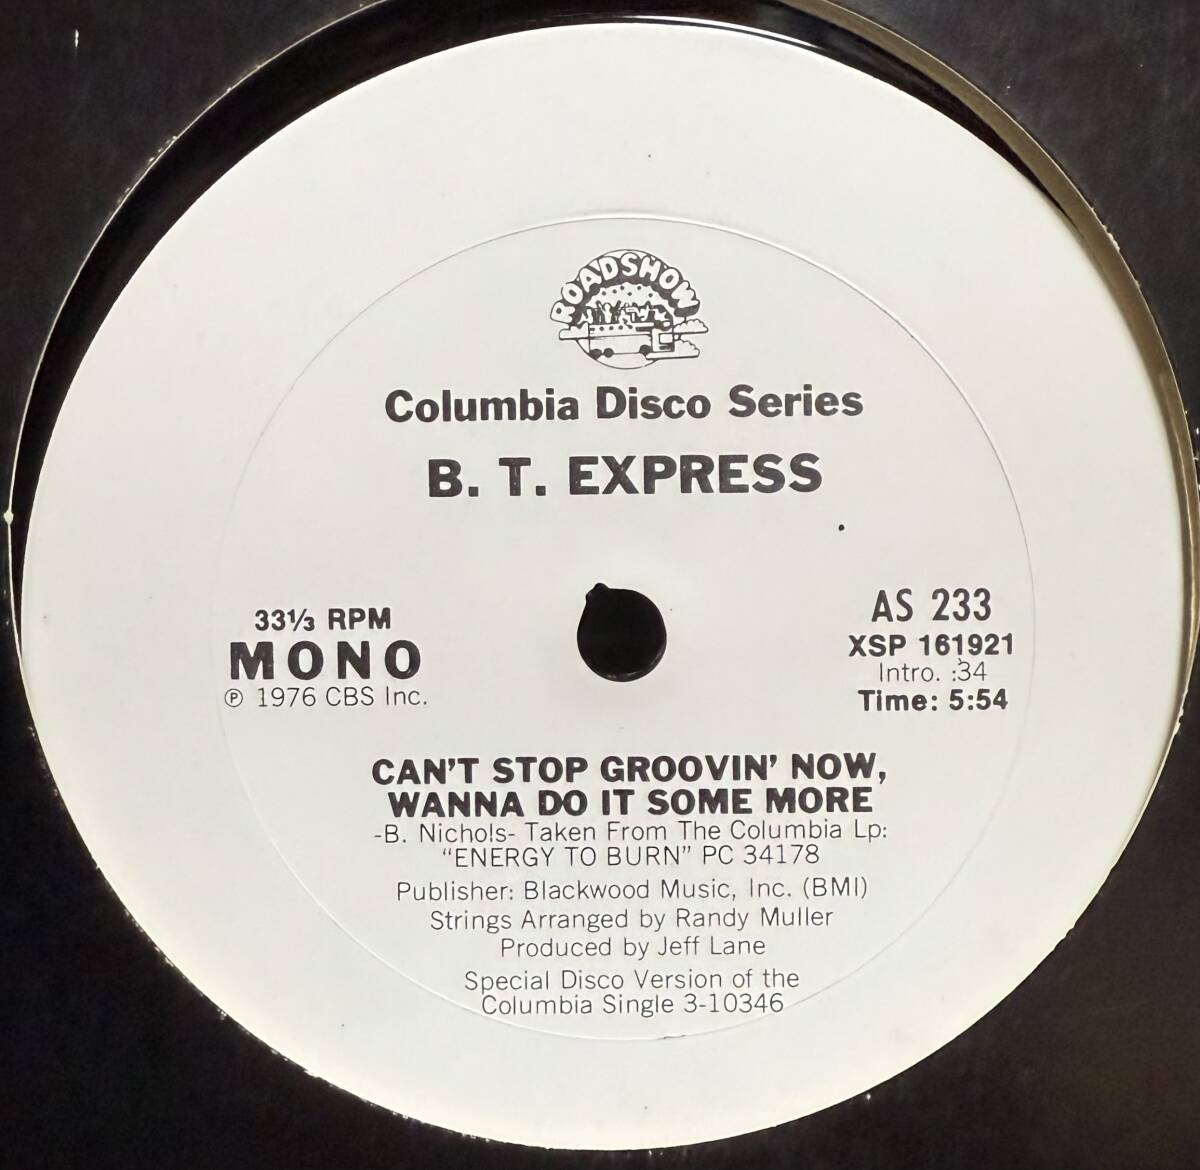 ROADSHOW
Columbia Disco Series
B. T. EXPRESS
33⅓ RPM
MONO
℗ 1976 CBS Inc.
AS 233
XSP 161921
Intro. :34
Time: 5:54
CAN'T STOP GROOVIN' NOW,
WANNA DO IT SOME MORE
-B. Nichols- Taken From The Columbia Lp:
"ENERGY TO BURN" PC 34178
Publisher: Blackwood Music, Inc. (BMI)
Strings Arranged by Randy Muller
Produced by Jeff Lane
Special Disco Version of the
Columbia Single 3-10346